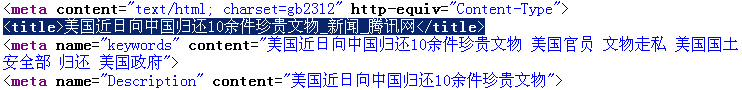 <meta content="text/html; charset=gb2312" http-equiv="Content-Type">
<title>美国近日向中国归还10余件珍贵文物_新闻_腾讯网</title>
<meta name="keywords" content="美国近日向中国归还10余件珍贵文物 美国官员 文物走私 美国国土
安全部 归还 美国政府">
<meta name="Description" content="美国近日向中国归还10余件珍贵文物">